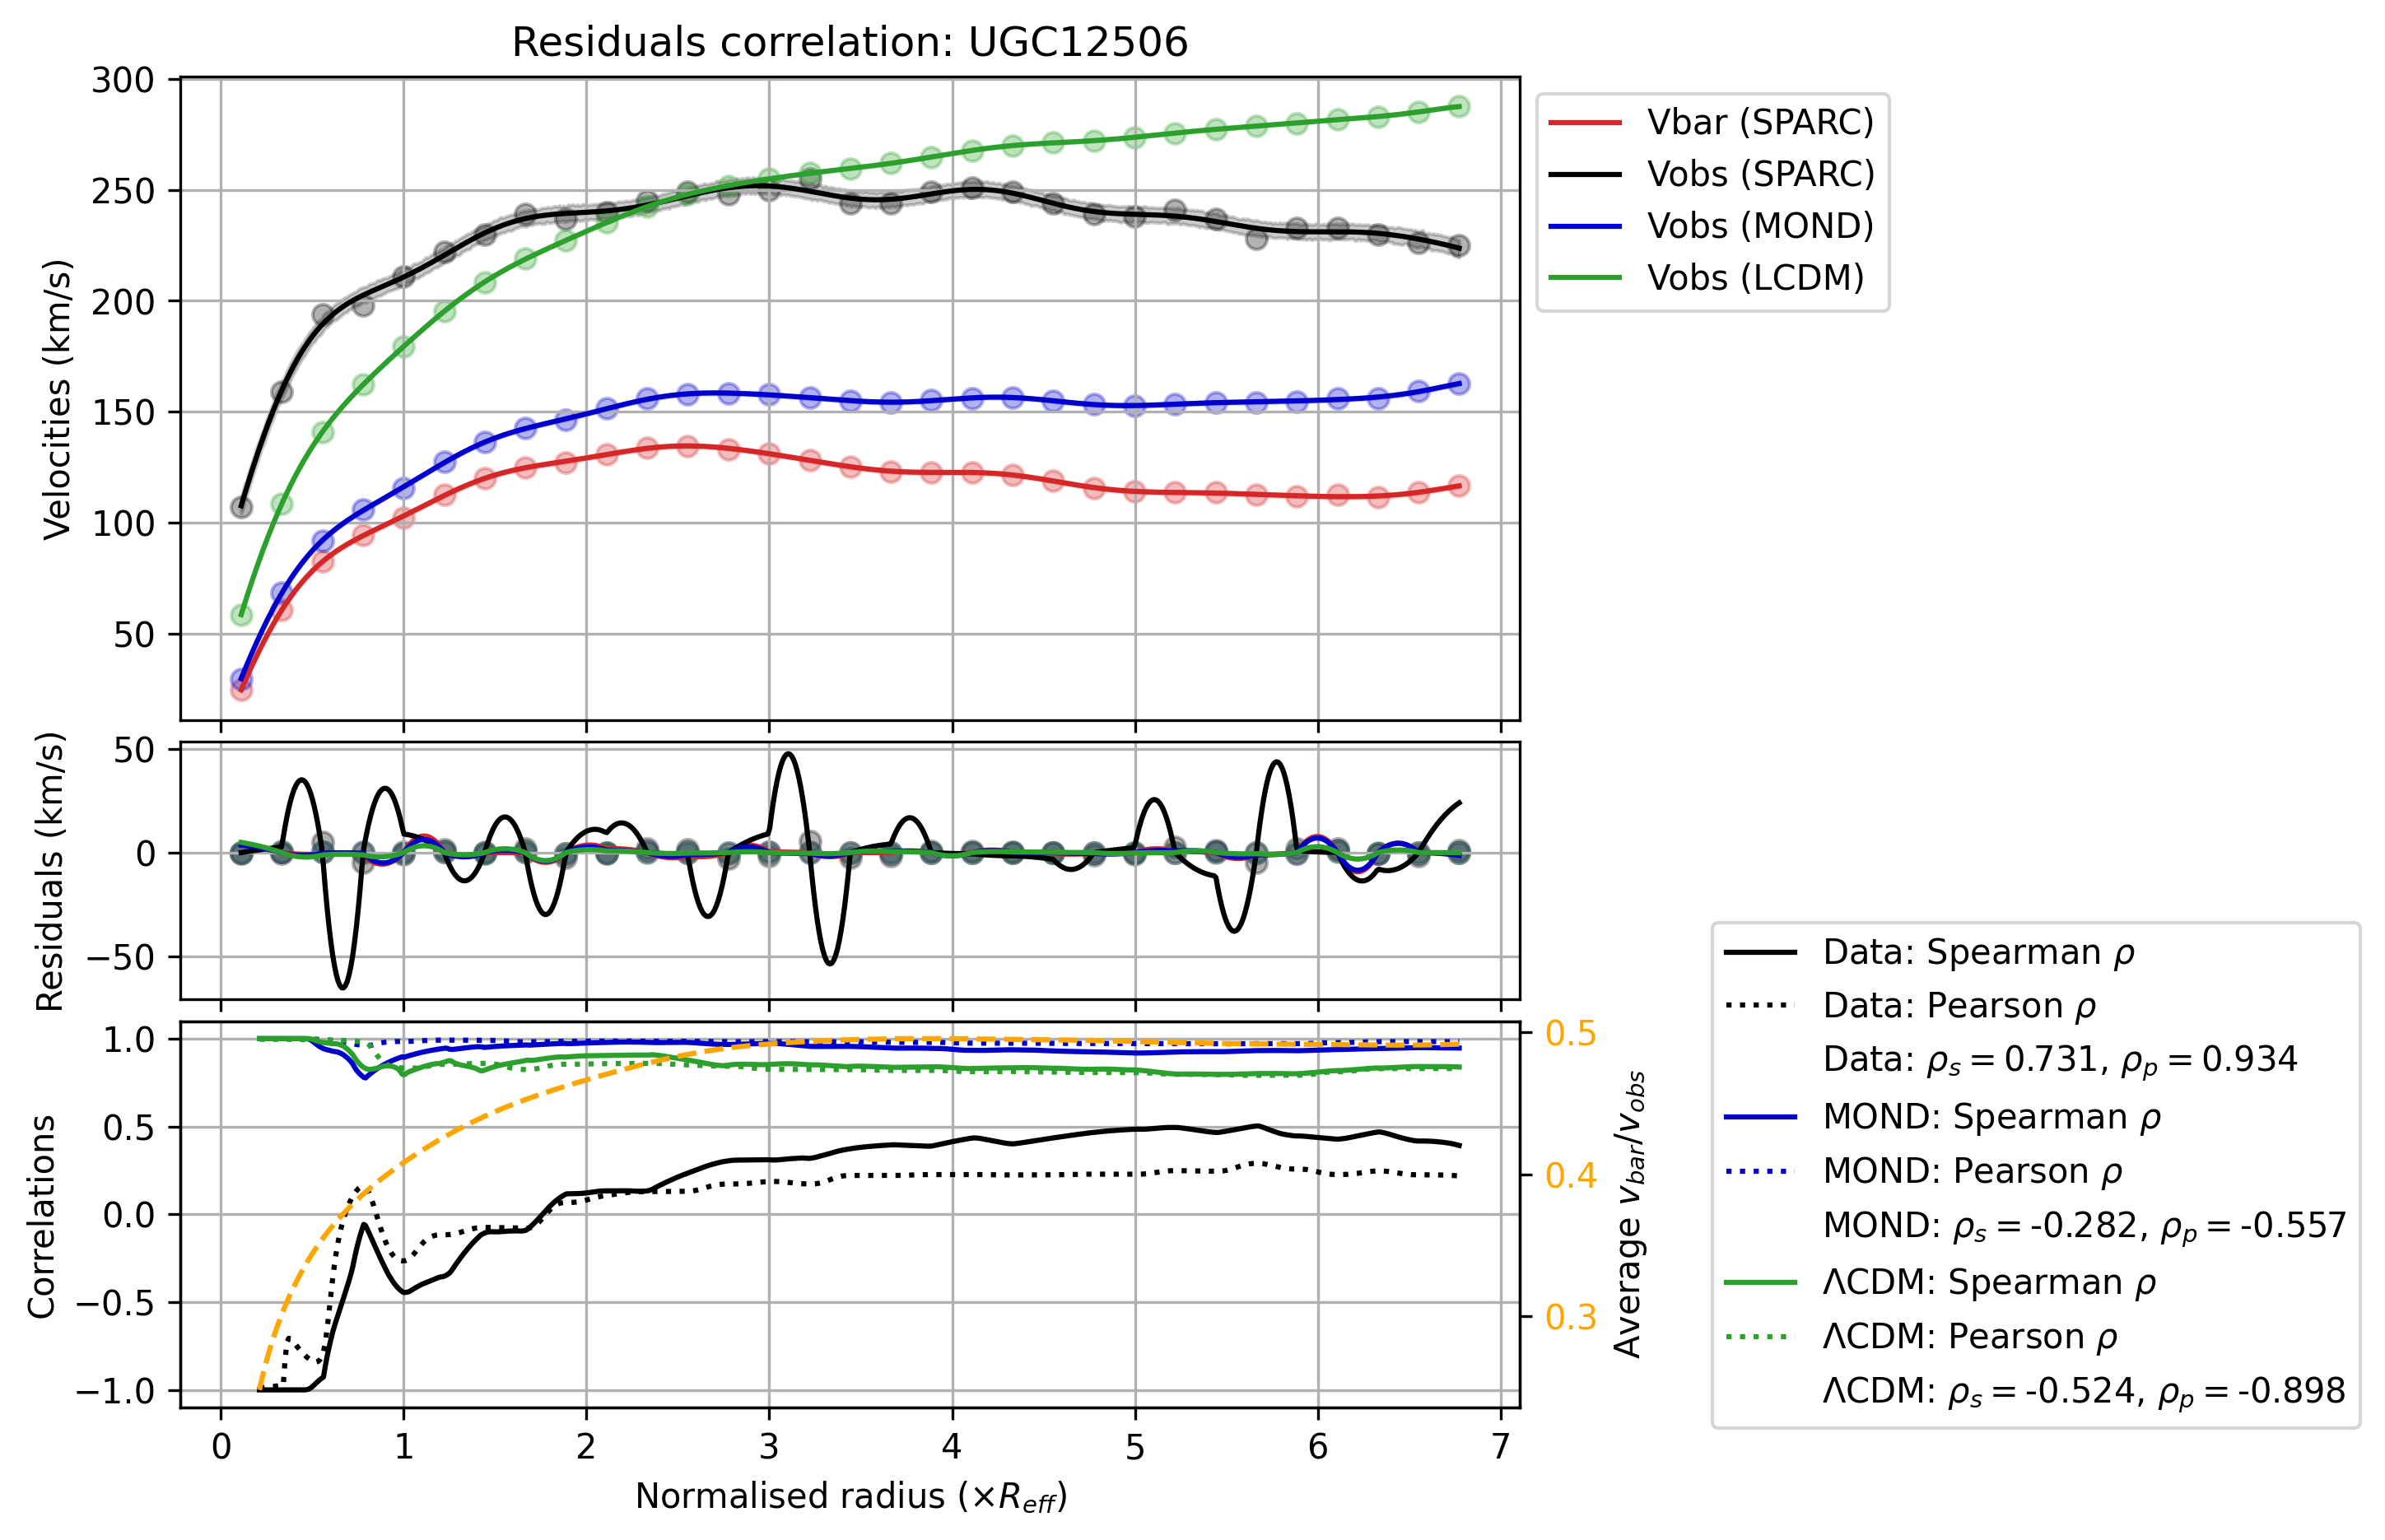 Residuals correlation: UGC12506
300
250
200
150
100
50
Velocities (km/s)
Vbar (SPARC)
Vobs (SPARC)
Vobs (MOND)
Vobs (LCDM)
50
0
−50
Residuals (km/s)
1.0
0.5
0.0
−0.5
−1.0
Correlations
0.5
0.4
0.3
Average v_bar/v_obs
0 1 2 3 4 5 6 7
Normalised radius (×R_eff)
Data: Spearman ρ
Data: Pearson ρ
Data: ρ_s = 0.731, ρ_p = 0.934
MOND: Spearman ρ
MOND: Pearson ρ
MOND: ρ_s = -0.282, ρ_p = -0.557
ΛCDM: Spearman ρ
ΛCDM: Pearson ρ
ΛCDM: ρ_s = -0.524, ρ_p = -0.898